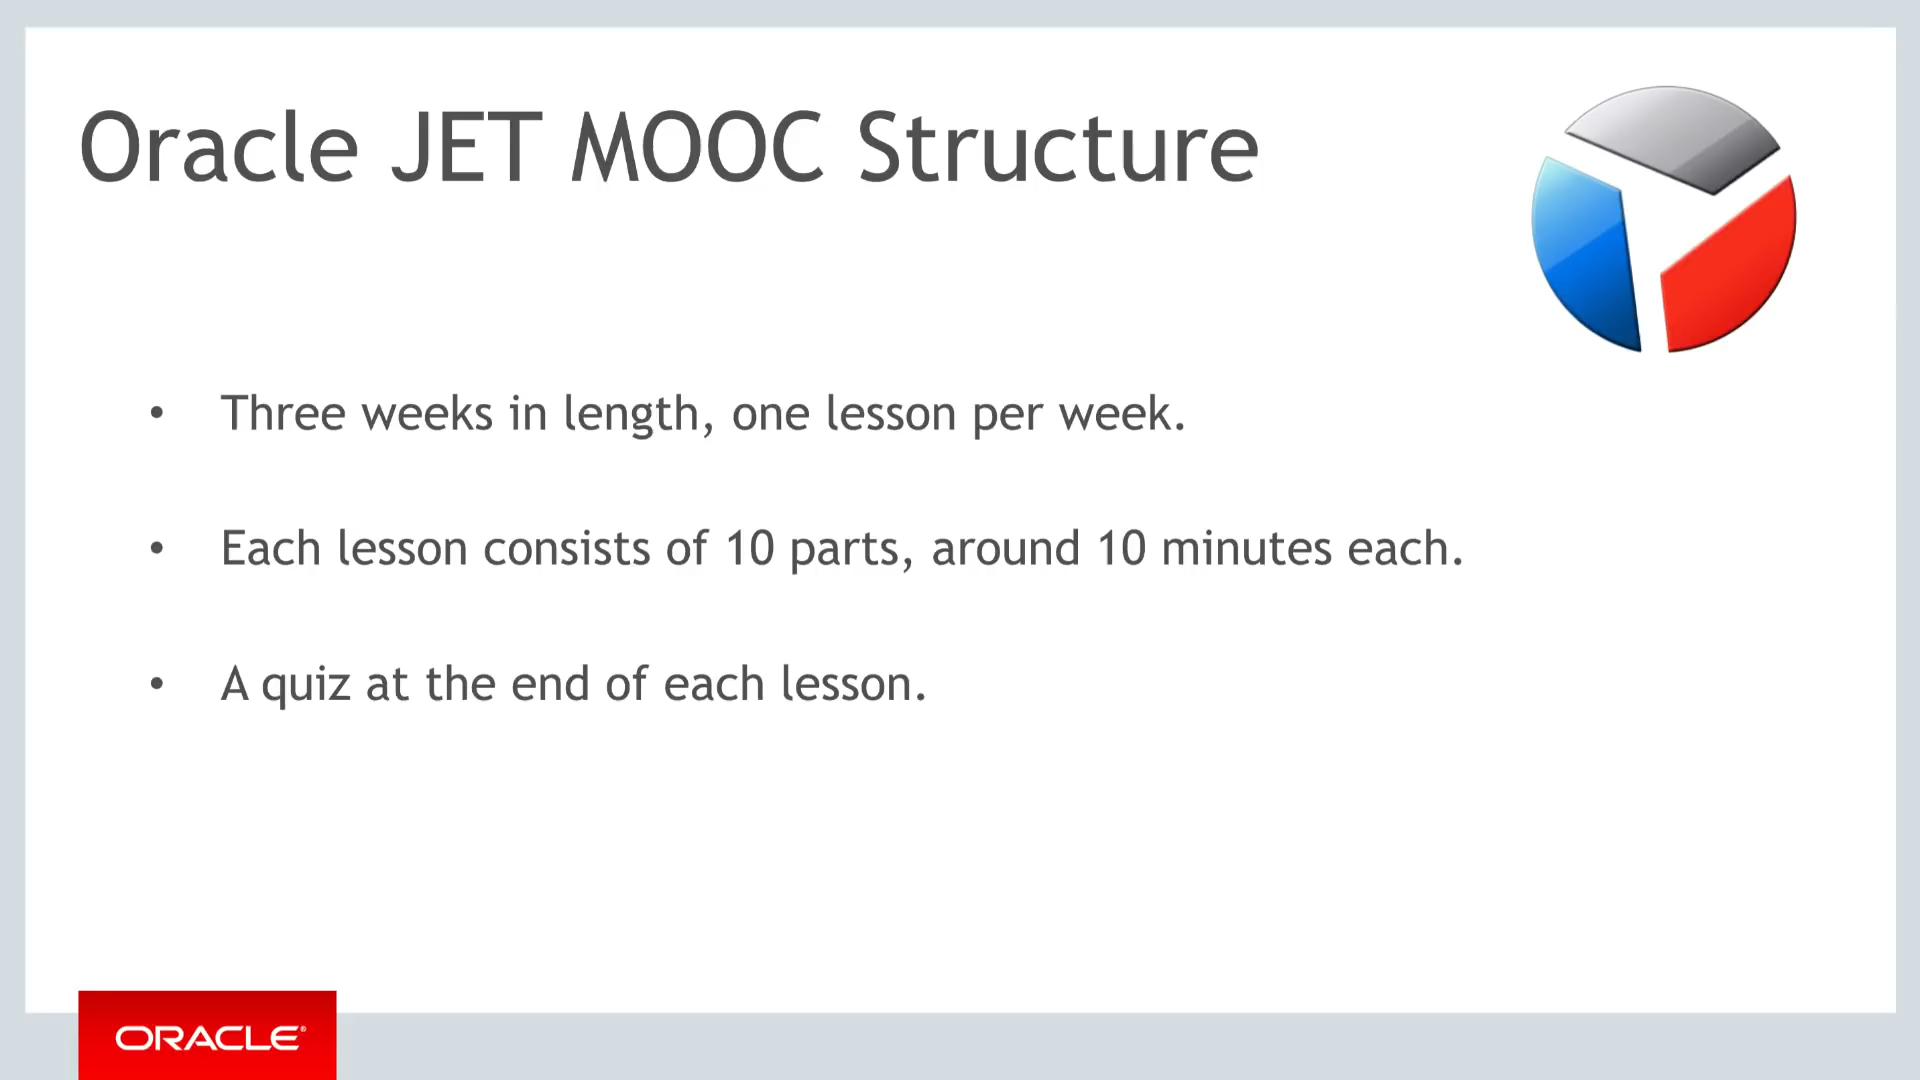 Oracle JET MOOC Structure
• Three weeks in length, one lesson per week.
• Each lesson consists of 10 parts, around 10 minutes each.
• A quiz at the end of each lesson.
ORACLE®